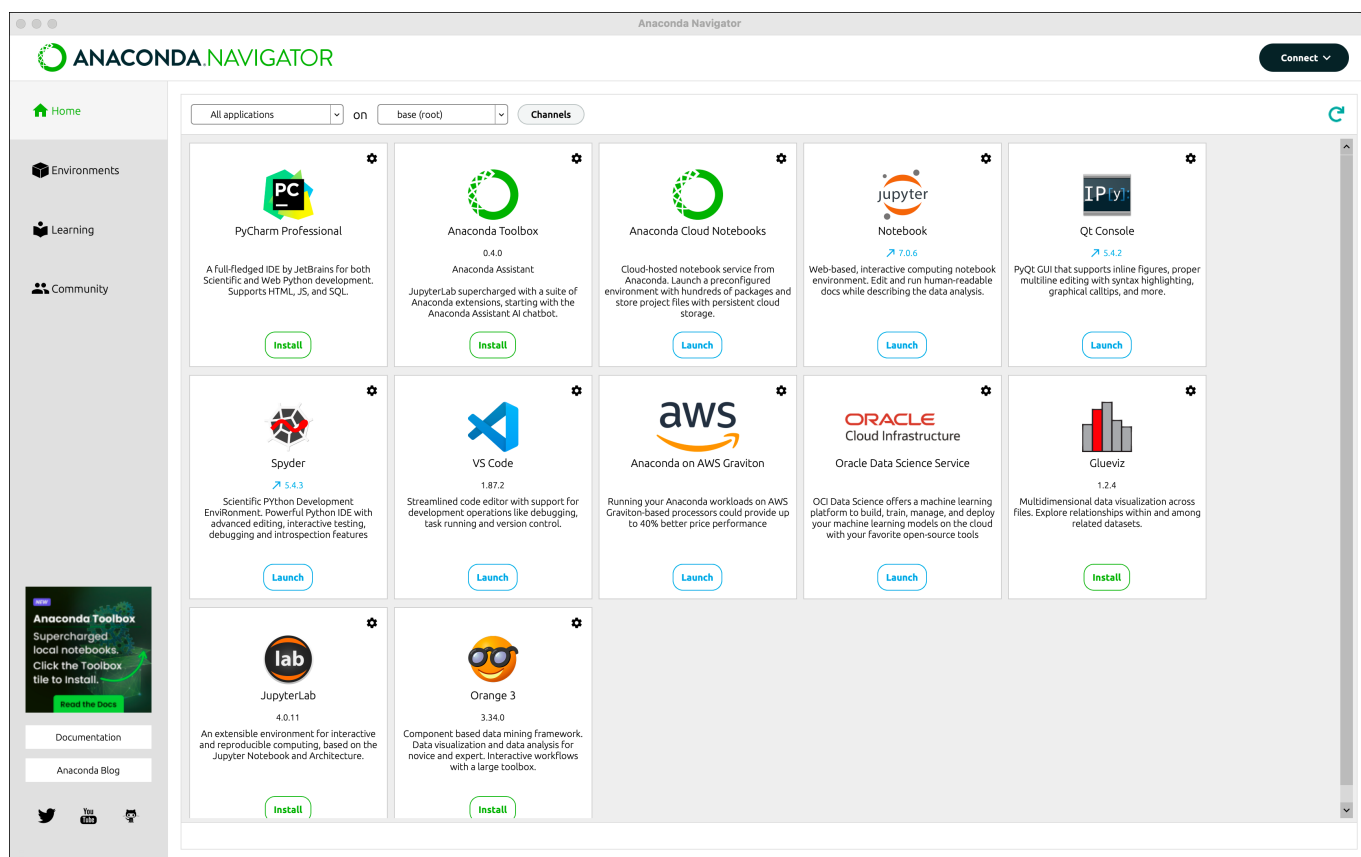 Anaconda Navigator
ANACONDA.NAVIGATOR
Connect
Home
Environments
Learning
Community
All applications
on
base (root)
Channels
PC
PyCharm Professional
A full-fledged IDE by JetBrains for both
Scientific and Web Python development.
Supports HTML, JS, and SQL.
Install
Anaconda Toolbox
0.4.0
Anaconda Assistant
JupyterLab supercharged with a suite of
Anaconda extensions, starting with the
Anaconda Assistant AI chatbot.
Install
Anaconda Cloud Notebooks
Cloud-hosted notebook service from
Anaconda. Launch a preconfigured
environment with hundreds of packages and
store project files with persistent cloud
storage.
Launch
jupyter
Notebook
7.0.6
Web-based, interactive computing notebook
environment. Edit and run human-readable
docs while describing the data analysis.
Launch
IP[y]:
Qt Console
5.4.2
PyQt GUI that supports inline figures, proper
multiline editing with syntax highlighting,
graphical calltips, and more.
Launch
Spyder
5.4.3
Scientific PYthon Development
EnviRonment. Powerful Python IDE with
advanced editing, interactive testing,
debugging and introspection features
Launch
VS Code
1.87.2
Streamlined code editor with support for
development operations like debugging,
task running and version control.
Launch
aws
Anaconda on AWS Graviton
Running your Anaconda workloads on AWS
Graviton-based processors could provide up
to 40% better price performance
Launch
ORACLE
Cloud Infrastructure
Oracle Data Science Service
OCI Data Science offers a machine learning
platform to build, train, manage, and deploy
your machine learning models on the cloud
with your favorite open-source tools
Launch
Glueviz
1.2.4
Multidimensional data visualization across
files. Explore relationships within and among
related datasets.
Install
lab
JupyterLab
4.0.11
An extensible environment for interactive
and reproducible computing, based on the
Jupyter Notebook and Architecture.
Install
Orange 3
3.34.0
Component based data mining framework.
Data visualization and data analysis for
novice and expert. Interactive workflows
with a large toolbox.
Install
NEW
Anaconda Toolbox
Supercharged
local notebooks.
Click the Toolbox
tile to Install.
Read the Docs
Documentation
Anaconda Blog
You
Tube